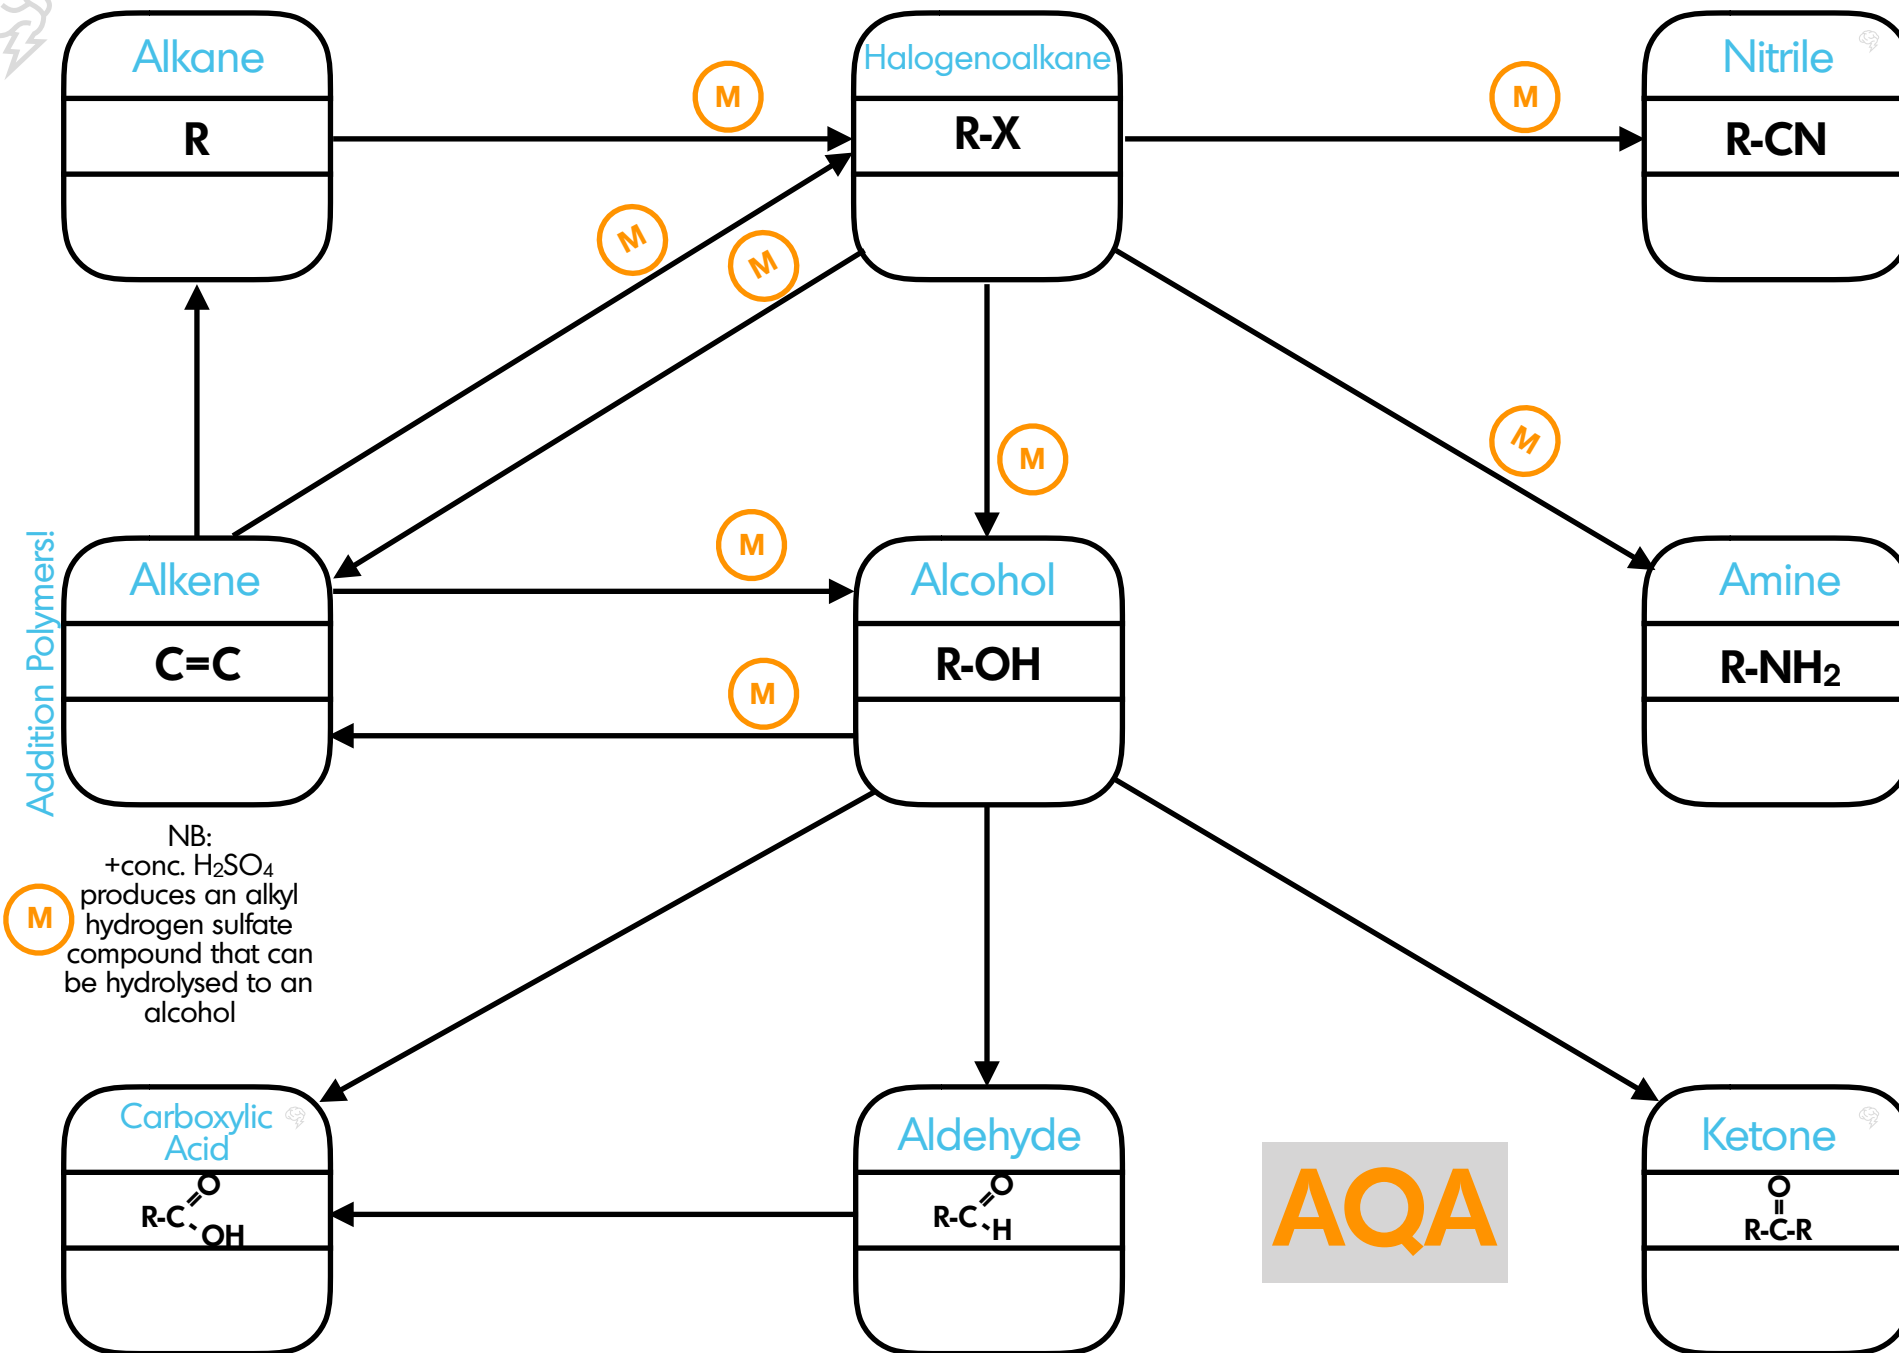 Alkane
R
M
Halogenoalkane
R-X
M
Nitrile
R-CN
M
M
M
M
Addition Polymers!
Alkene
C=C
M
M
Alcohol
R-OH
Amine
R-NH₂
NB:
+conc. H₂SO₄
produces an alkyl
hydrogen sulfate
compound that can
be hydrolysed to an
alcohol
M
Carboxylic
Acid
O
R-C
OH
Aldehyde
O
R-C
H
AQA
Ketone
O
R-C-R